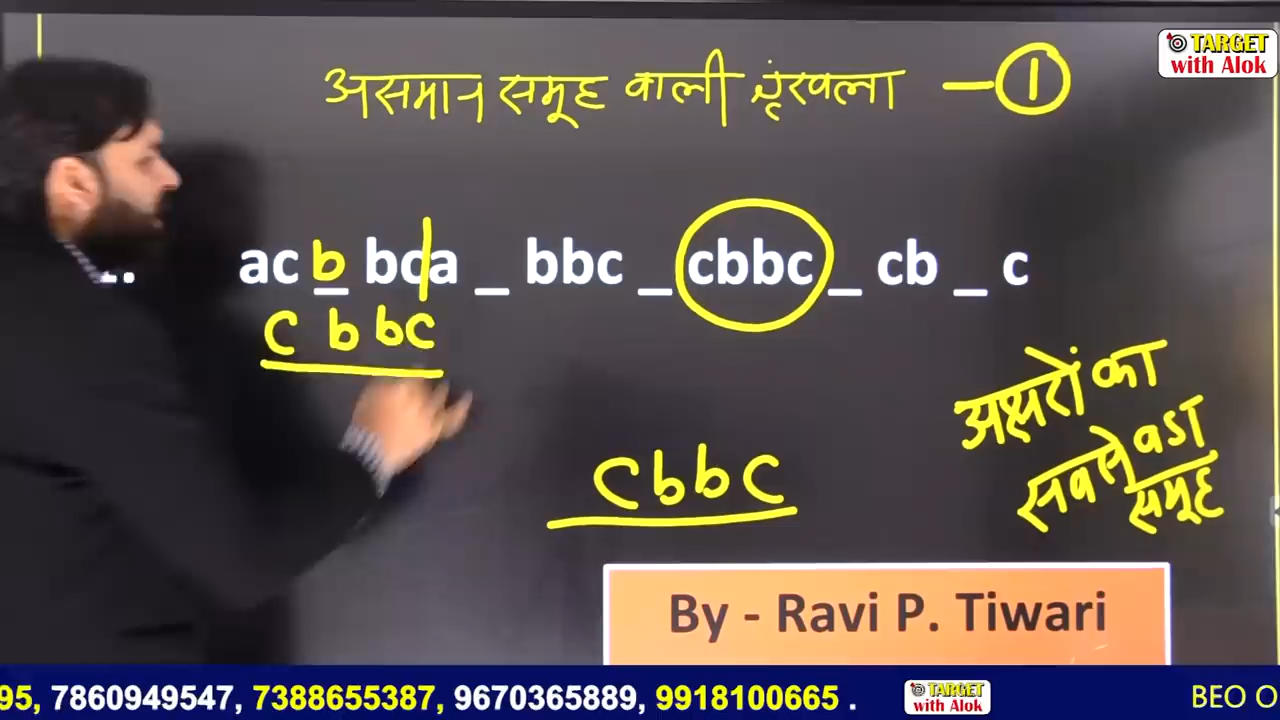 TARGET
with Alok
असमान समूह वाली शृंखला - 1
ac b bca _ bbc _ cbbc _ cb _ c
c b bc
अक्षरों का
सबसे बडा
समूह
cbbc
By - Ravi P. Tiwari
95, 7860949547, 7388655387, 9670365889, 9918100665 .
TARGET
with Alok
BEO O